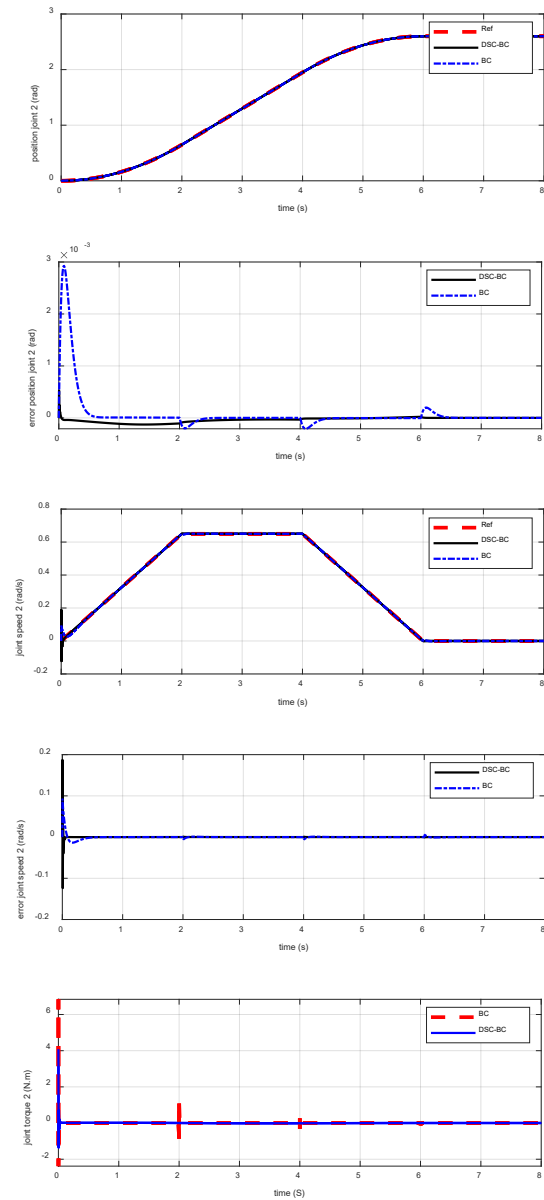 3
2
1
0
position joint 2 (rad)
Ref
DSC-BC
BC
0 1 2 3 4 5 6 7 8
time (s)
× 10 -3
3
2
1
0
error position joint 2 (rad)
DSC-BC
BC
0 1 2 3 4 5 6 7 8
time (s)
0.8
0.6
0.4
0.2
0
-0.2
joint speed 2 (rad/s)
Ref
DSC-BC
BC
0 1 2 3 4 5 6 7 8
time (s)
0.2
0.1
0
-0.1
-0.2
error joint speed 2 (rad/s)
DSC-BC
BC
0 1 2 3 4 5 6 7 8
time (s)
6
4
2
0
-2
joint torque 2 (N.m)
BC
DSC-BC
0 1 2 3 4 5 6 7 8
time (S)